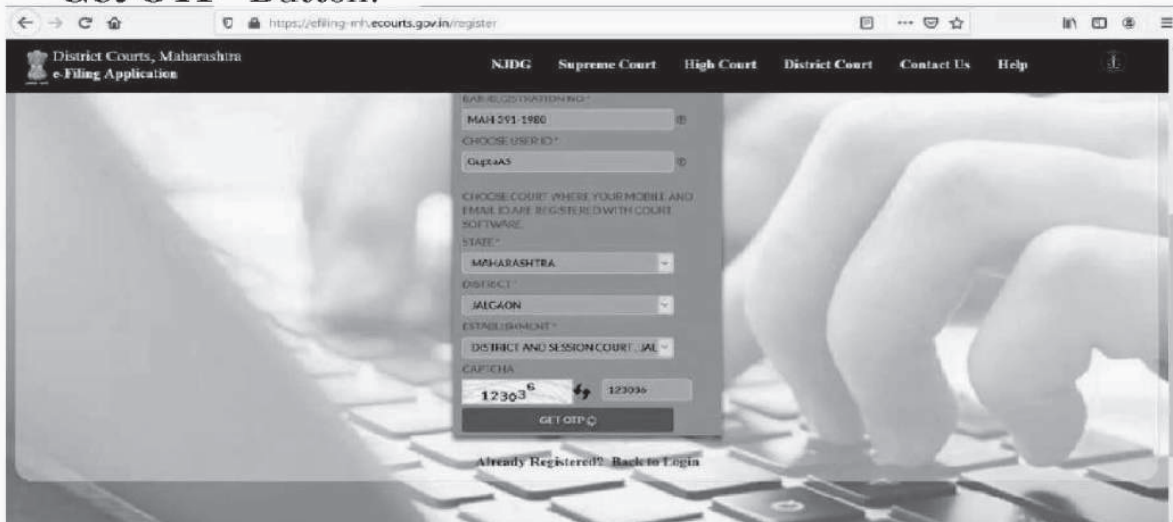 "Get OTP" Button.
https://efiling-mh.ecourts.gov.in/register
District Courts, Maharashtra
e-Filing Application
NJDG Supreme Court High Court District Court Contact Us Help
BAR REGISTRATION NO *
MAH-391-1980
CHOOSE USER ID *
GuptaAS
CHOOSE COURT WHERE YOUR MOBILE AND
EMAIL ID ARE REGISTERED WITH COURT
SOFTWARE.
STATE *
MAHARASHTRA
DISTRICT *
JALGAON
ESTABLISHMENT *
DISTRICT AND SESSION COURT , JAL
CAPTCHA
123036 123036
GET OTP
Already Registered? Back to Login